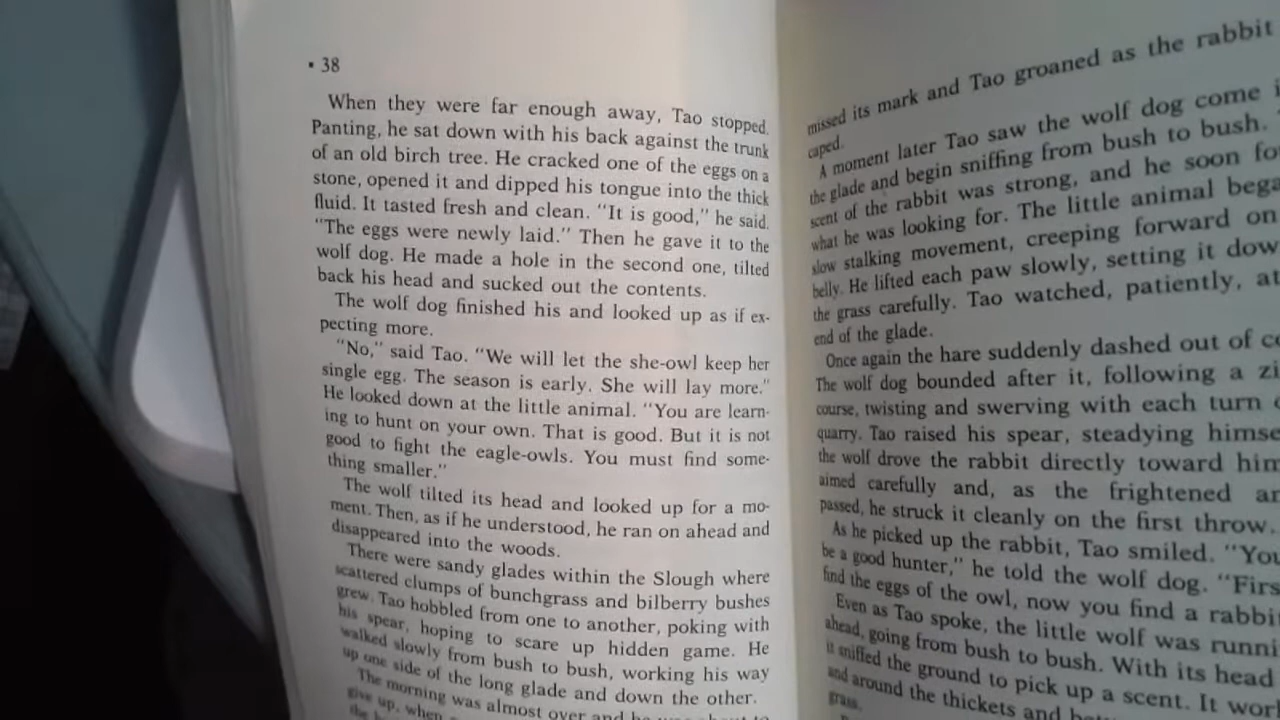 • 38
When they were far enough away, Tao stopped.
Panting, he sat down with his back against the trunk
of an old birch tree. He cracked one of the eggs on a
stone, opened it and dipped his tongue into the thick
fluid. It tasted fresh and clean. "It is good," he said.
"The eggs were newly laid." Then he gave it to the
wolf dog. He made a hole in the second one, tilted
back his head and sucked out the contents.
The wolf dog finished his and looked up as if ex-
pecting more.
"No," said Tao. "We will let the she-owl keep her
single egg. The season is early. She will lay more."
He looked down at the little animal. "You are learn-
ing to hunt on your own. That is good. But it is not
good to fight the eagle-owls. You must find some-
thing smaller."
The wolf tilted its head and looked up for a mo-
ment. Then, as if he understood, he ran on ahead and
disappeared into the woods.
There were sandy glades within the Slough where
scattered clumps of bunchgrass and bilberry bushes
grew. Tao hobbled from one to another, poking with
his spear, hoping to scare up hidden game. He
walked slowly from bush to bush, working his way
up one side of the long glade and down the other.
The morning was almost over and he was about to
give up, when
missed its mark and Tao groaned as the rabbit
caped.
A moment later Tao saw the wolf dog come
the glade and begin sniffing from bush to bush.
scent of the rabbit was strong, and he soon
what he was looking for. The little animal
slow stalking movement, creeping forward on
belly. He lifted each paw slowly, setting it
the grass carefully. Tao watched, patiently,
end of the glade.
Once again the hare suddenly dashed out of
The wolf dog bounded after it, following a
course, twisting and swerving with each turn
quarry. Tao raised his spear, steadying
the wolf drove the rabbit directly toward him
aimed carefully and, as the frightened
passed, he struck it cleanly on the first throw.
As he picked up the rabbit, Tao smiled. "You
be a good hunter," he told the wolf dog. "First
find the eggs of the owl, now you find a rabbit
Even as Tao spoke, the little wolf was
ahead, going from bush to bush. With its head
it sniffed the ground to pick up a scent. It
and around the thickets and
grass.